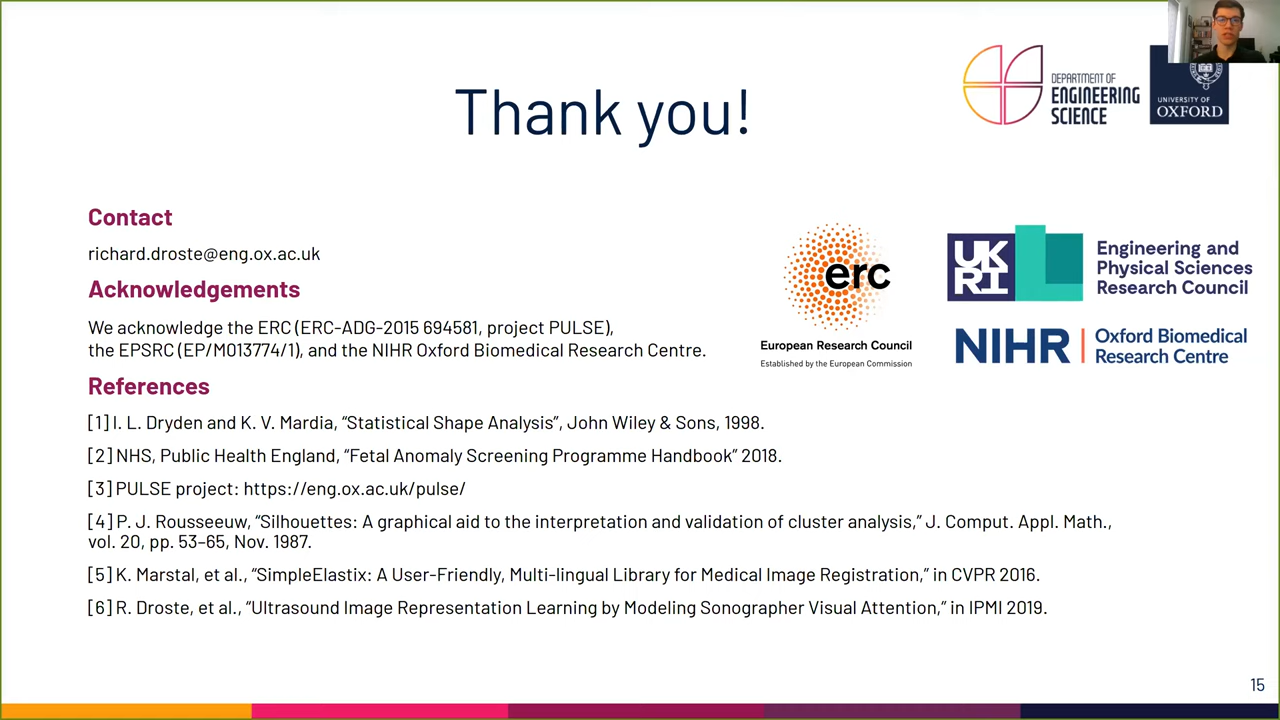 Thank you!
DEPARTMENT OF
ENGINEERING
SCIENCE
UNIVERSITY OF
OXFORD
Contact
richard.droste@eng.ox.ac.uk
Acknowledgements
We acknowledge the ERC (ERC-ADG-2015 694581, project PULSE),
the EPSRC (EP/M013774/1), and the NIHR Oxford Biomedical Research Centre.
erc
European Research Council
Established by the European Commission
UK
RI
Engineering and
Physical Sciences
Research Council
NIHR
Oxford Biomedical
Research Centre
References
[1] I. L. Dryden and K. V. Mardia, “Statistical Shape Analysis”, John Wiley & Sons, 1998.
[2] NHS, Public Health England, “Fetal Anomaly Screening Programme Handbook” 2018.
[3] PULSE project: https://eng.ox.ac.uk/pulse/
[4] P. J. Rousseeuw, “Silhouettes: A graphical aid to the interpretation and validation of cluster analysis,” J. Comput. Appl. Math.,
vol. 20, pp. 53–65, Nov. 1987.
[5] K. Marstal, et al., “SimpleElastix: A User-Friendly, Multi-lingual Library for Medical Image Registration,” in CVPR 2016.
[6] R. Droste, et al., “Ultrasound Image Representation Learning by Modeling Sonographer Visual Attention,” in IPMI 2019.
15